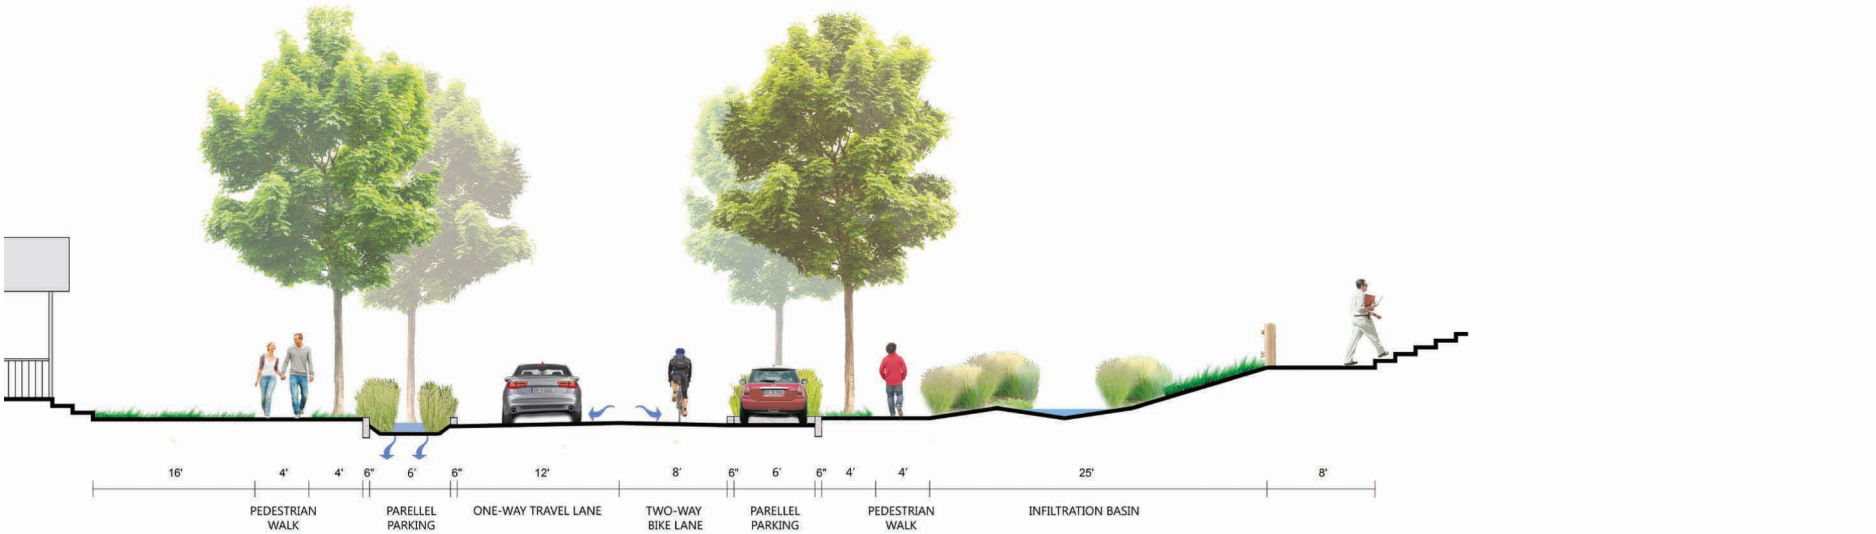 16' 4' 4' 6" 6' 6" 12' 8' 6" 6' 6" 4' 4' 25' 8'
PEDESTRIAN
WALK
PARELLEL
PARKING
ONE-WAY TRAVEL LANE
TWO-WAY
BIKE LANE
PARELLEL
PARKING
PEDESTRIAN
WALK
INFILTRATION BASIN